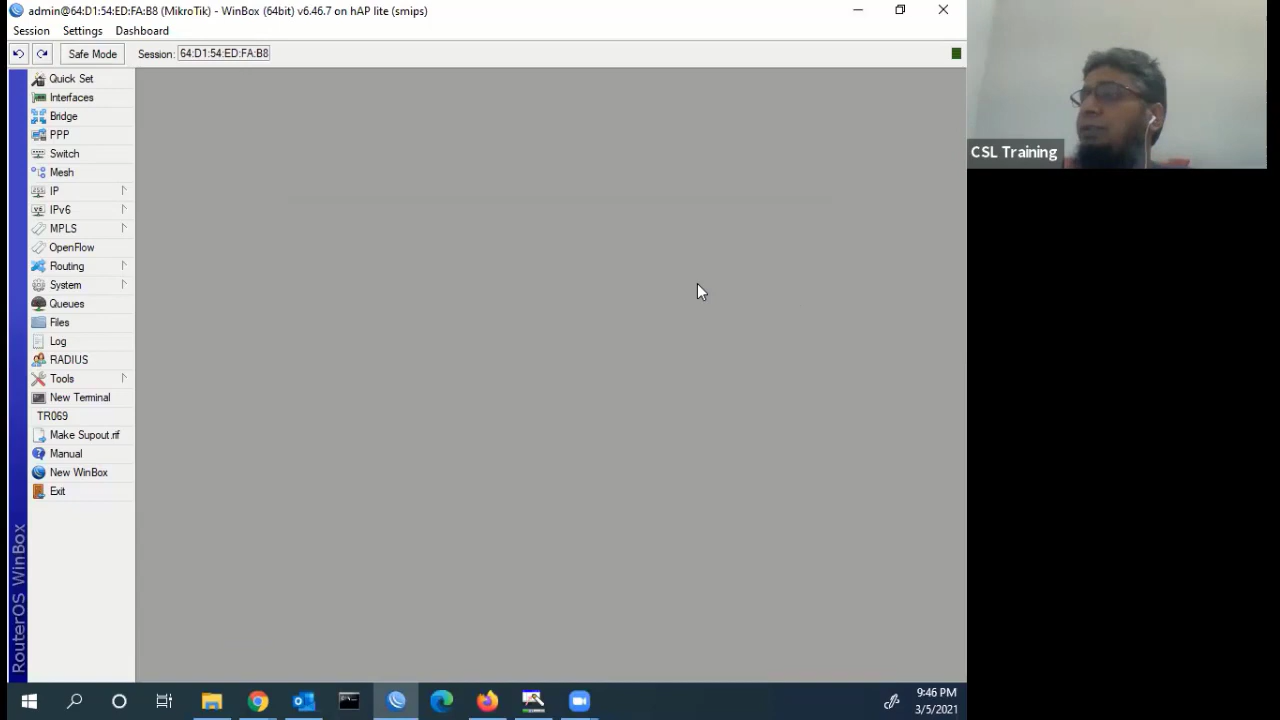 admin@64:D1:54:ED:FA:B8 (MikroTik) - WinBox (64bit) v6.46.7 on hAP lite (smips)
Session Settings Dashboard
Safe Mode Session: 64:D1:54:ED:FA:B8
Quick Set
Interfaces
Bridge
PPP
Switch
Mesh
IP
IPv6
MPLS
OpenFlow
Routing
System
Queues
Files
Log
RADIUS
Tools
New Terminal
TR069
Make Supout.rif
Manual
New WinBox
Exit
RouterOS WinBox
CSL Training
9:46 PM
3/5/2021